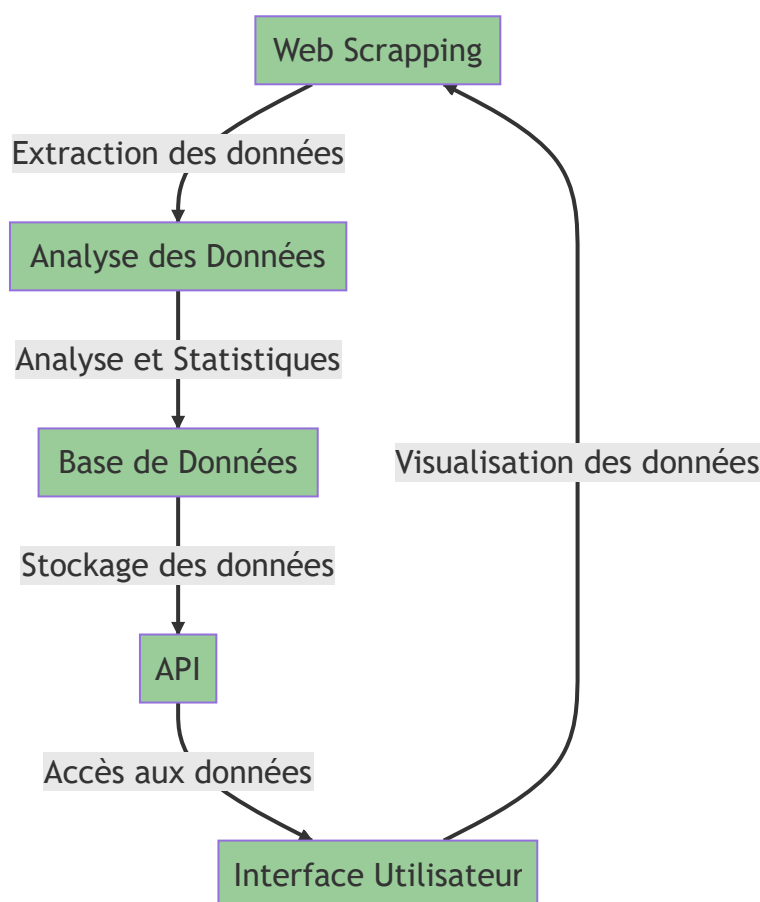 Web Scrapping
Extraction des données
Analyse des Données
Analyse et Statistiques
Base de Données
Visualisation des données
Stockage des données
API
Accès aux données
Interface Utilisateur